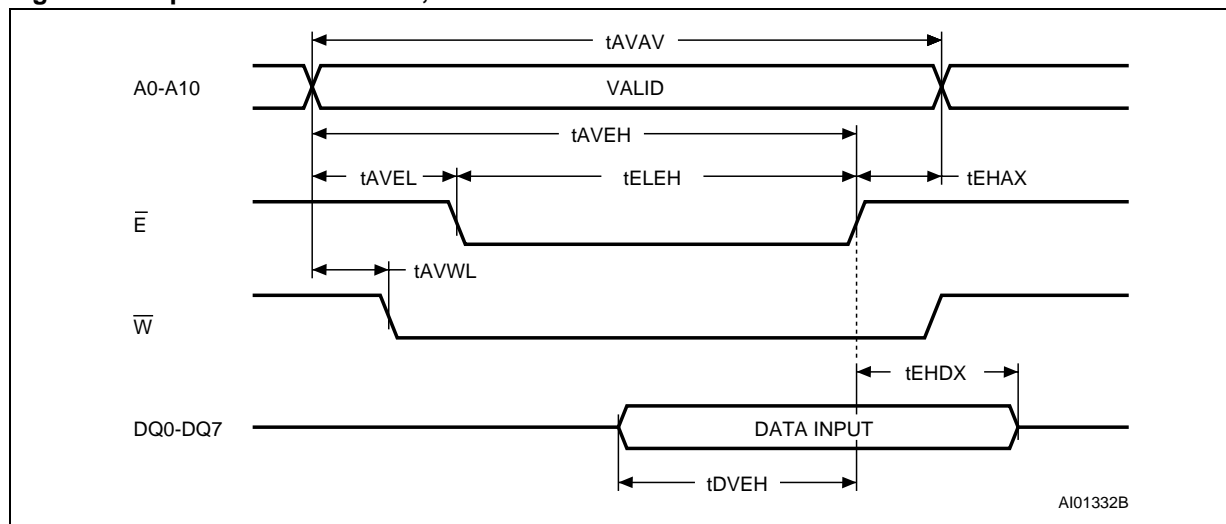 tAVAV
A0-A10
VALID
tAVEH
tAVEL
tELEH
tEHAX
E
tAVWL
W
tEHDX
DQ0-DQ7
DATA INPUT
tDVEH
AI01332B